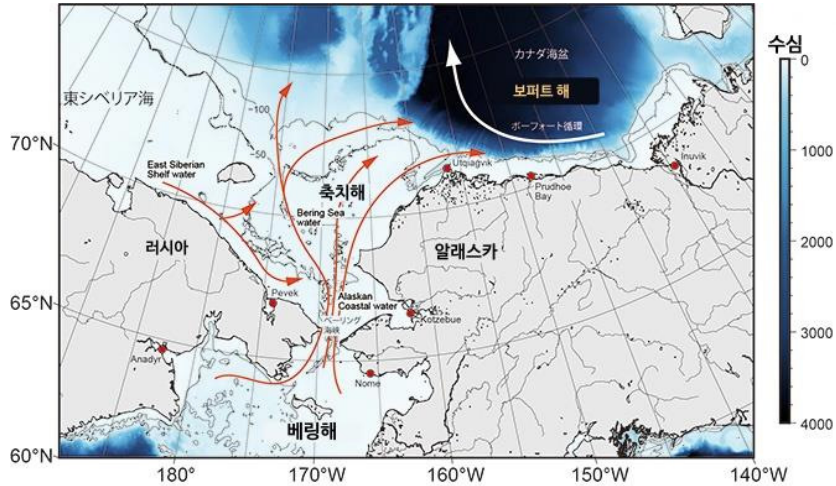 수심
0
1000
2000
3000
4000
カナダ海盆
보퍼트 해
ボーフォート循環
東シベリア海
-100
-50
70°N
65°N
60°N
East Siberian
Shelf water
축치해
Bering Sea
water
Utqiagvik
Prudhoe
Bay
Inuvik
러시아
알래스카
Pevek
Alaskan
Coastal water
ベーリング
海峡
Kotzebue
Anadyr
Nome
베링해
180°
170°W
160°W
150°W
140°W